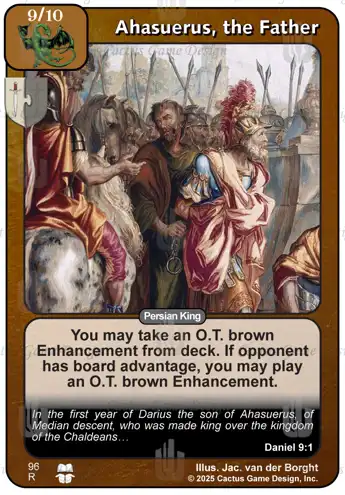 9/10
Ahasuerus, the Father
Cactus Game Design
Persian King
You may take an O.T. brown
Enhancement from deck. If opponent
has board advantage, you may play
an O.T. brown Enhancement.
In the first year of Darius the son of Ahasuerus, of
Median descent, who was made king over the kingdom
of the Chaldeans…
Daniel 9:1
96
R
Illus. Jac. van der Borght
© 2025 Cactus Game Design, Inc.